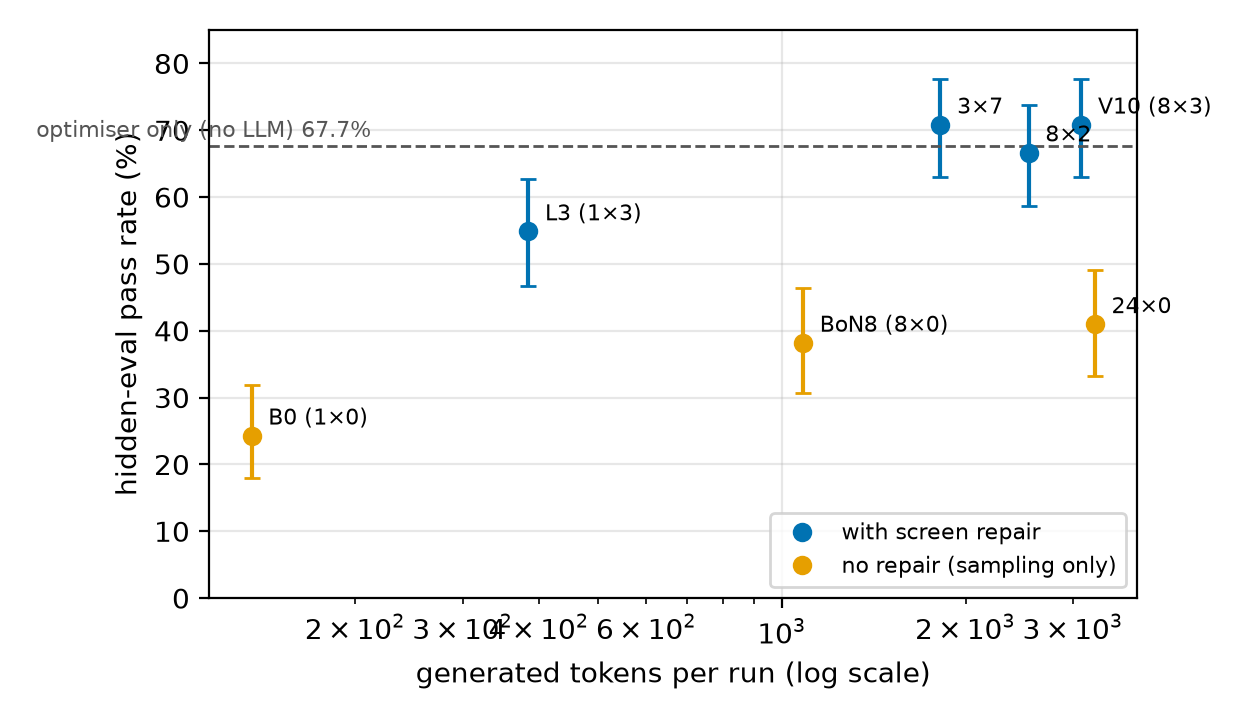 hidden-eval pass rate (%)
80
70
60
50
40
30
20
10
0
optimiser only (no LLM) 67.7%
3×7
V10 (8×3)
8×2
L3 (1×3)
24×0
BoN8 (8×0)
B0 (1×0)
with screen repair
no repair (sampling only)
2 × 10² 3 × 10² 4 × 10² 6 × 10² 10³ 2 × 10³ 3 × 10³
generated tokens per run (log scale)